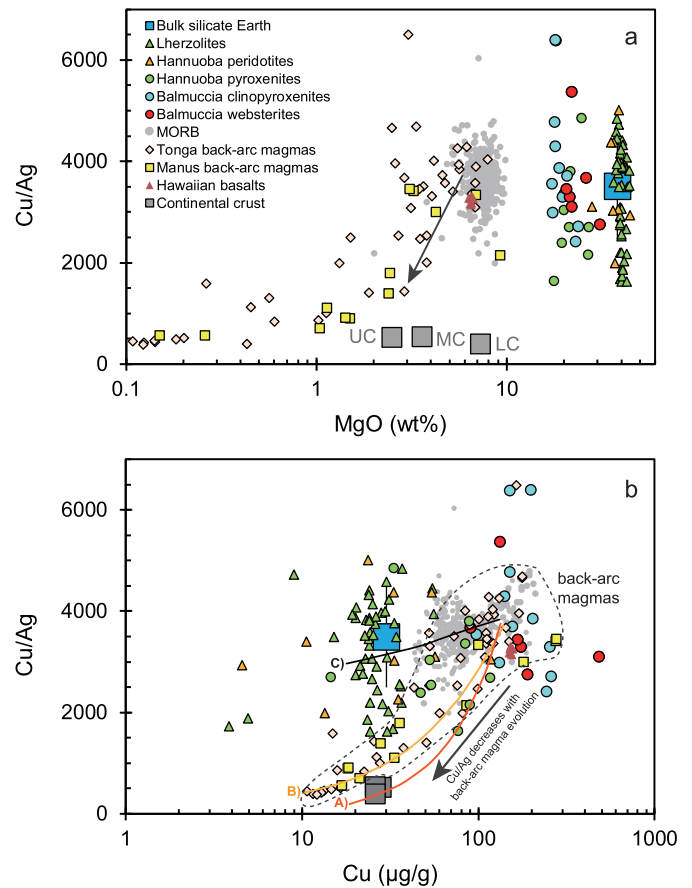 a
Bulk silicate Earth
Lherzolites
Hannuoba peridotites
Hannuoba pyroxenites
Balmuccia clinopyroxenites
Balmuccia websterites
MORB
Tonga back-arc magmas
Manus back-arc magmas
Hawaiian basalts
Continental crust
6000
4000
2000
0
Cu/Ag
UC
MC
LC
0.1
1
10
MgO (wt%)
b
6000
4000
2000
0
Cu/Ag
back-arc
magmas
C)
B)
A)
Cu/Ag decreases with
back-arc magma evolution
1
10
100
1000
Cu (µg/g)